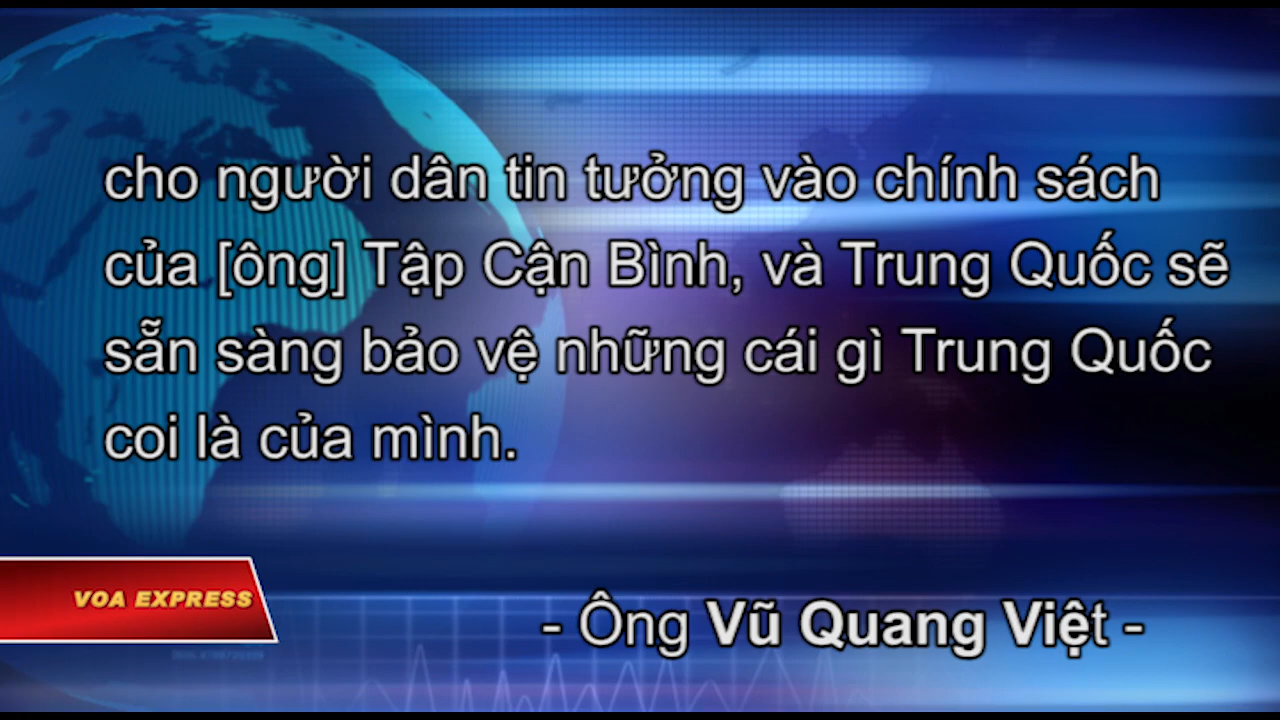 cho người dân tin tưởng vào chính sách
của [ông] Tập Cận Bình, và Trung Quốc sẽ
sẵn sàng bảo vệ những cái gì Trung Quốc
coi là của mình.
VOA EXPRESS
- Ông Vũ Quang Việt -